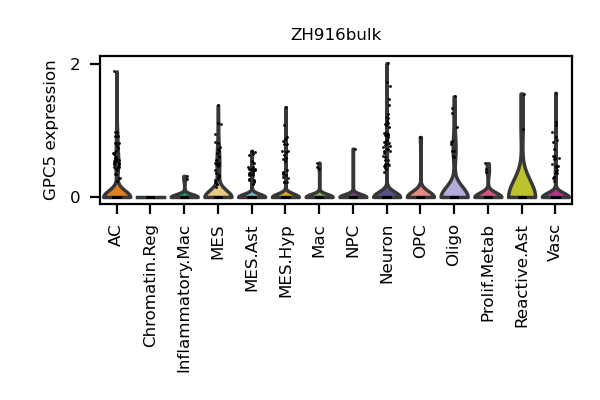 ZH916bulk
GPC5 expression
2
0
AC
Chromatin.Reg
Inflammatory.Mac
MES
MES.Ast
MES.Hyp
Mac
NPC
Neuron
OPC
Oligo
Prolif.Metab
Reactive.Ast
Vasc